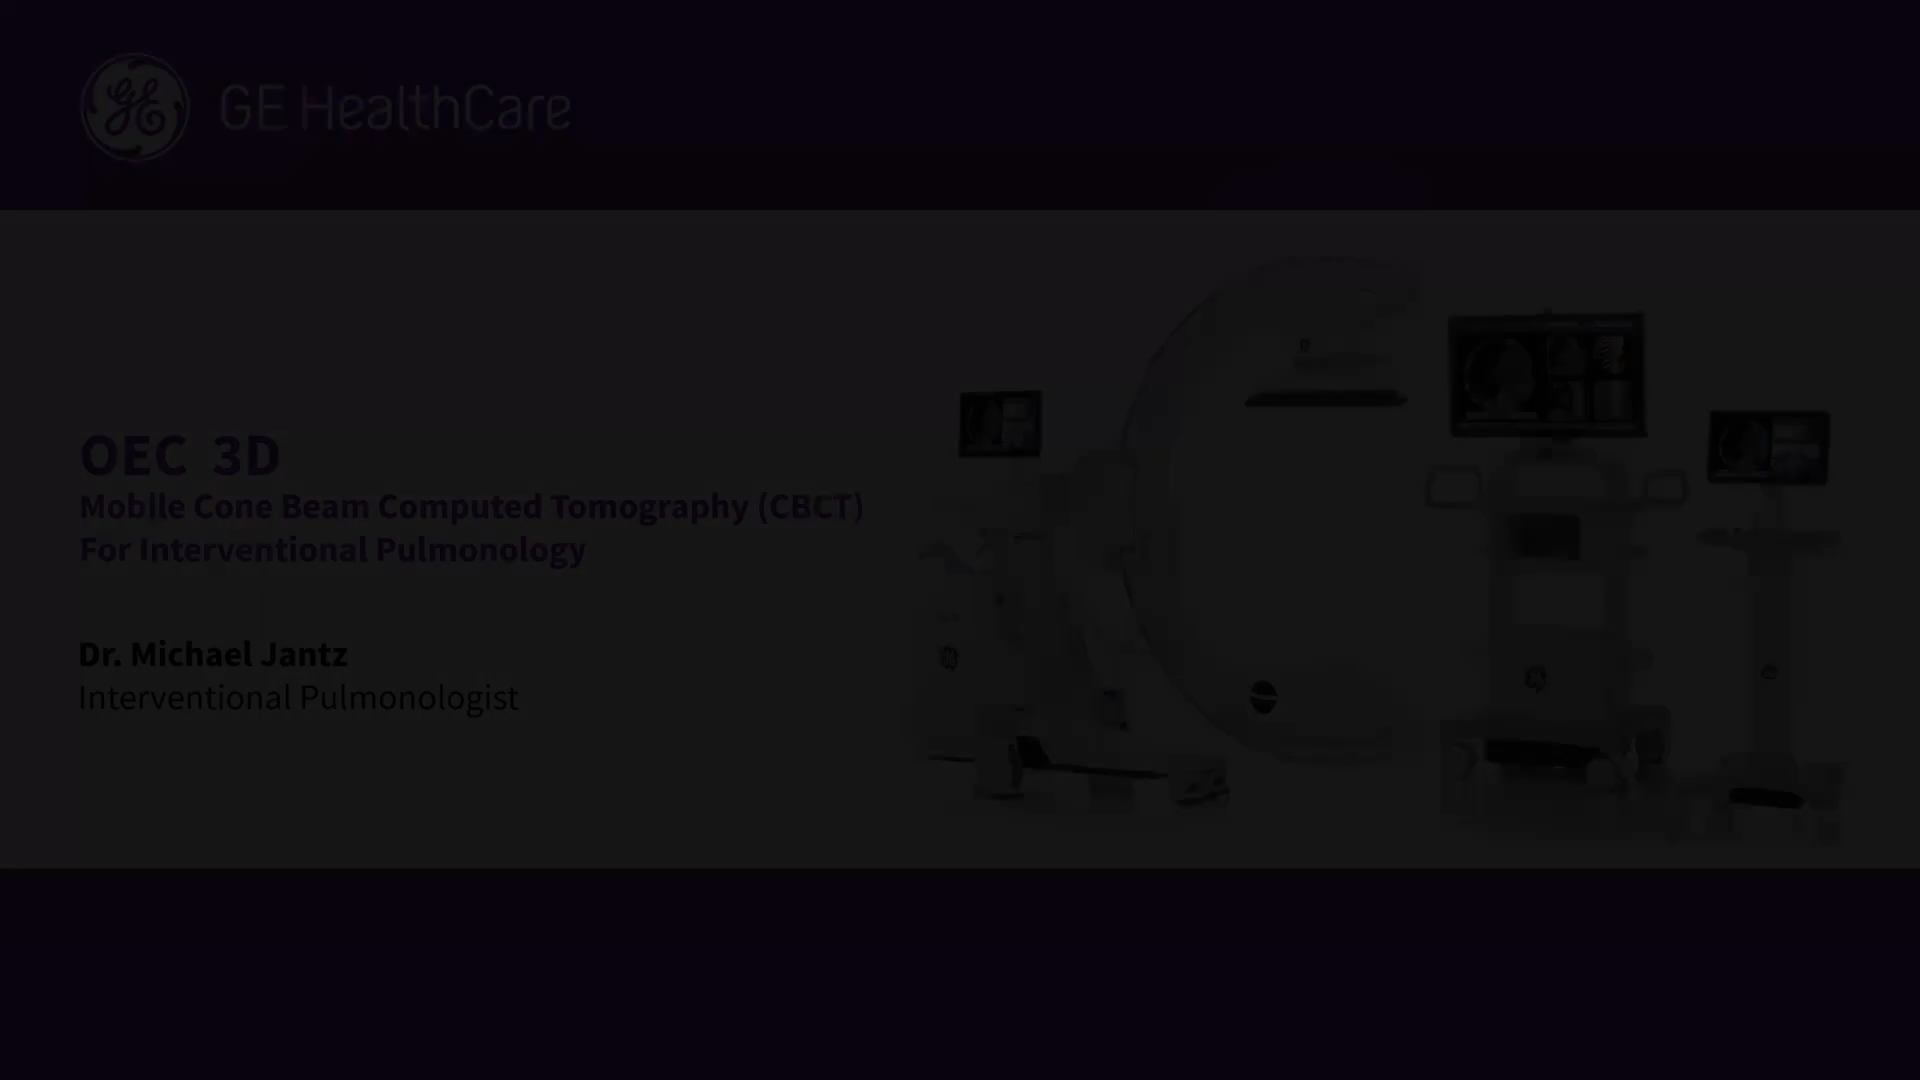 GE HealthCare
OEC 3D
Mobile Cone Beam Computed Tomography (CBCT)
For Interventional Pulmonology
Dr. Michael Jantz
Interventional Pulmonologist